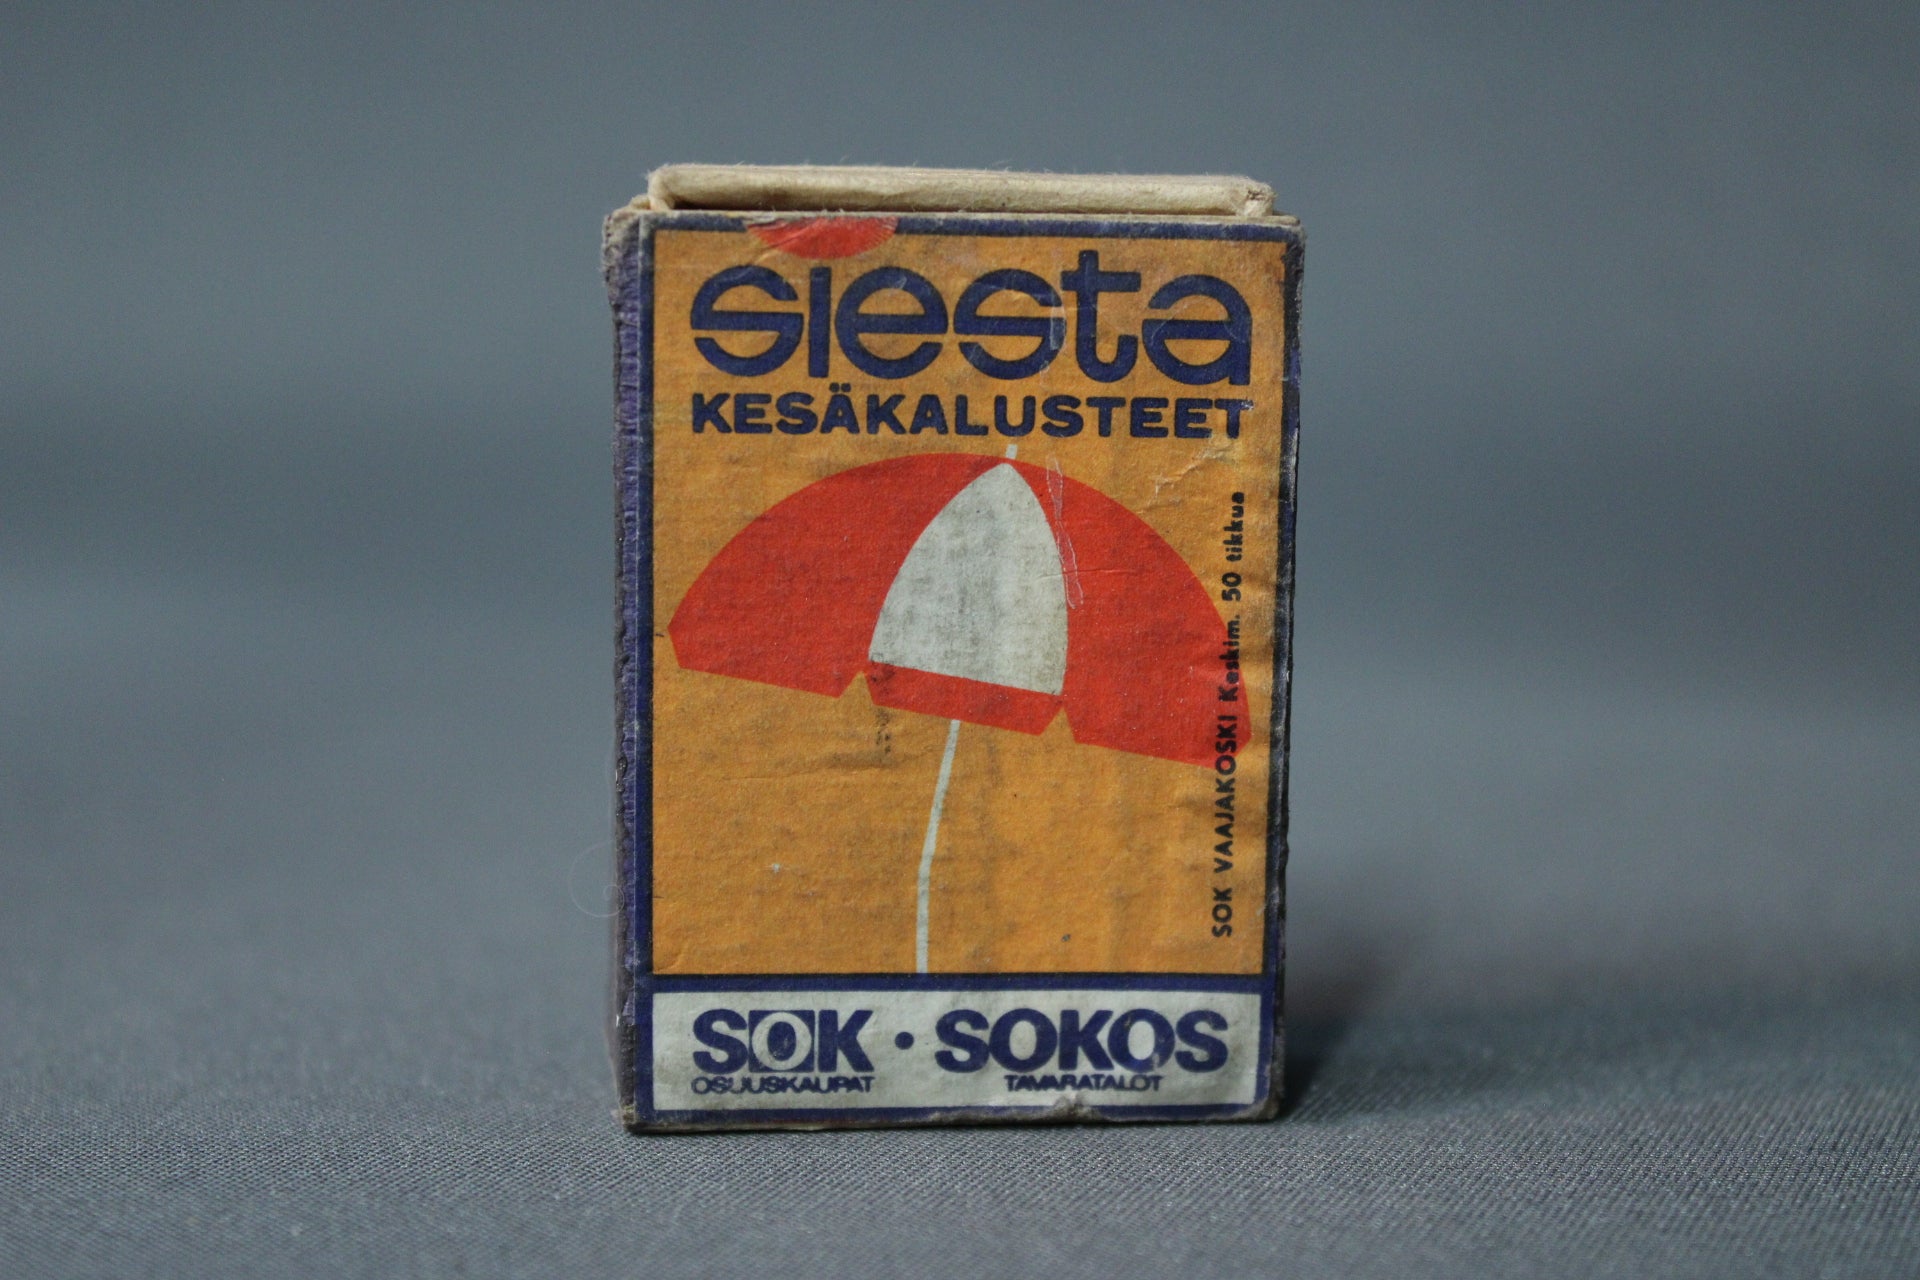 siesta
KESÄKALUSTEET
SOK VAAJAKOSKI Keskim. 50 tikkua
SOK • SOKOS
OSUUSKAUPAT TAVARATALOT